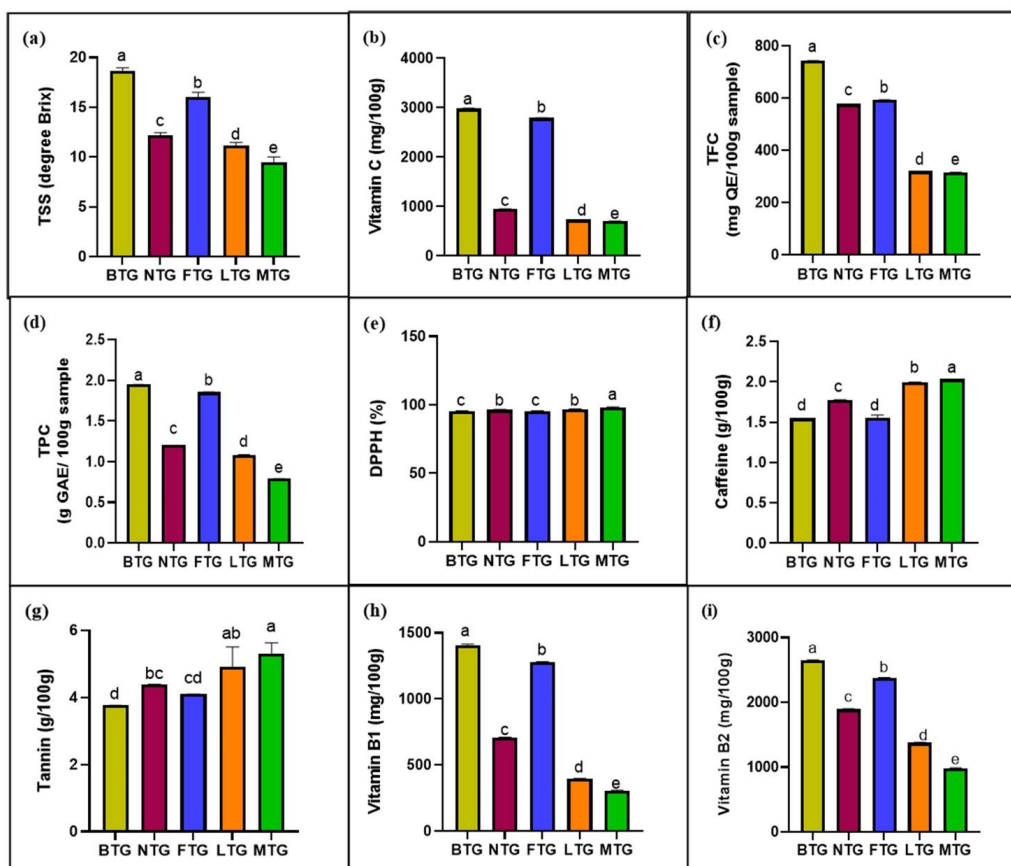 (a)
TSS (degree Brix)
20
15
10
5
0
a
c
b
d
e
BTG NTG FTG LTG MTG
(b)
Vitamin C (mg/100g)
4000
3000
2000
1000
0
a
c
b
d
e
BTG NTG FTG LTG MTG
(c)
TFC
(mg QE/100g sample)
800
600
400
200
0
a
c
b
d
e
BTG NTG FTG LTG MTG
(d)
TPC
(g GAE/ 100g sample
2.5
2.0
1.5
1.0
0.5
0.0
a
c
b
d
e
BTG NTG FTG LTG MTG
(e)
DPPH (%)
150
100
50
0
c
b
c
b
a
BTG NTG FTG LTG MTG
(f)
Caffeine (g/100g)
2.5
2.0
1.5
1.0
0.5
0.0
d
c
d
a
a
BTG NTG FTG LTG MTG
(g)
Tannin (g/100g)
6
4
2
0
d
bc
cd
ab
a
BTG NTG FTG LTG MTG
(h)
Vitamin B1 (mg/100g)
1500
1000
500
0
a
c
b
d
e
BTG NTG FTG LTG MTG
(i)
Vitamin B2 (mg/100g)
3000
2000
1000
0
a
c
b
d
e
BTG NTG FTG LTG MTG